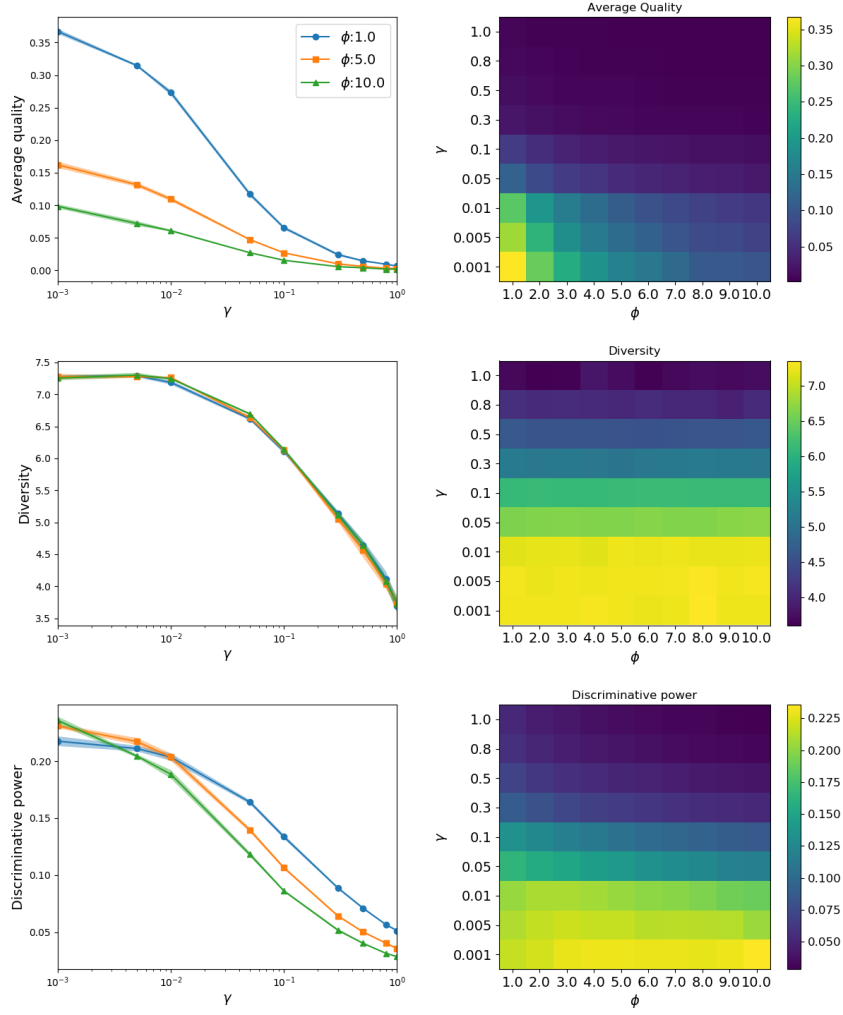 Average Quality
0.35
0.30
0.25
0.20
0.15
0.10
0.05
0.00
Average quality
ϕ:1.0
ϕ:5.0
ϕ:10.0
10⁻³ 10⁻² 10⁻¹ 10⁰
γ
1.0
0.8
0.5
0.3
0.1
0.05
0.01
0.005
0.001
γ
1.0 2.0 3.0 4.0 5.0 6.0 7.0 8.0 9.0 10.0
ϕ
0.35
0.30
0.25
0.20
0.15
0.10
0.05
Diversity
7.5
7.0
6.5
6.0
5.5
5.0
4.5
4.0
3.5
Diversity
10⁻³ 10⁻² 10⁻¹ 10⁰
γ
1.0
0.8
0.5
0.3
0.1
0.05
0.01
0.005
0.001
γ
1.0 2.0 3.0 4.0 5.0 6.0 7.0 8.0 9.0 10.0
ϕ
7.0
6.5
6.0
5.5
5.0
4.5
4.0
Discriminative power
0.20
0.15
0.10
0.05
Discriminative power
10⁻³ 10⁻² 10⁻¹ 10⁰
γ
1.0
0.8
0.5
0.3
0.1
0.05
0.01
0.005
0.001
γ
1.0 2.0 3.0 4.0 5.0 6.0 7.0 8.0 9.0 10.0
ϕ
0.225
0.200
0.175
0.150
0.125
0.100
0.075
0.050